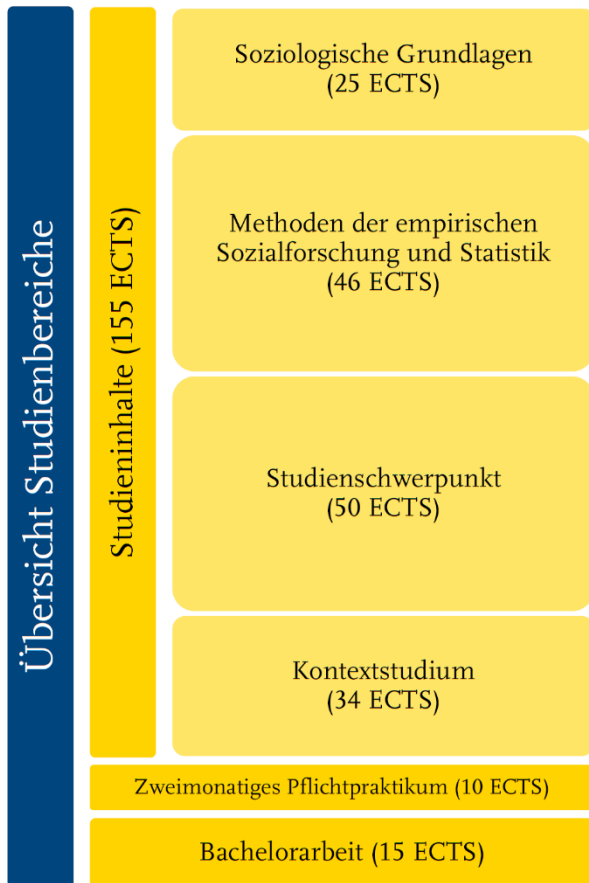 Übersicht Studienbereiche
Studieninhalte (155 ECTS)
Soziologische Grundlagen
(25 ECTS)
Methoden der empirischen
Sozialforschung und Statistik
(46 ECTS)
Studienschwerpunkt
(50 ECTS)
Kontextstudium
(34 ECTS)
Zweimonatiges Pflichtpraktikum (10 ECTS)
Bachelorarbeit (15 ECTS)